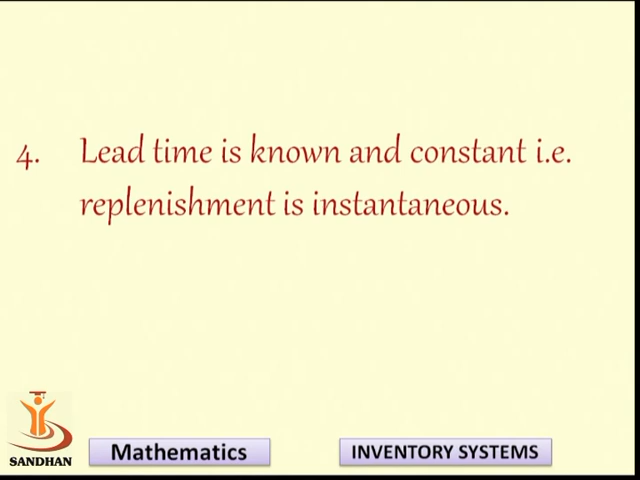 4. Lead time is known and constant i.e.
replenishment is instantaneous.
SANDHAN
Mathematics
INVENTORY SYSTEMS